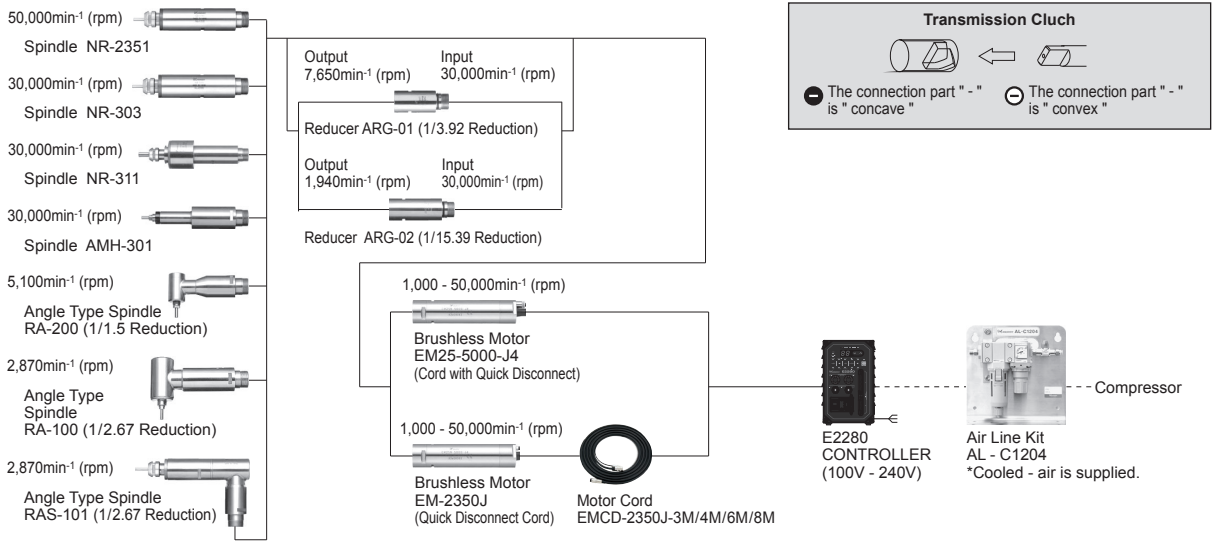 50,000min-1 (rpm)
Spindle NR-2351
30,000min-1 (rpm)
Spindle NR-303
30,000min-1 (rpm)
Spindle NR-311
30,000min-1 (rpm)
Spindle AMH-301
5,100min-1 (rpm)
Angle Type Spindle
RA-200 (1/1.5 Reduction)
2,870min-1 (rpm)
Angle Type
Spindle
RA-100 (1/2.67 Reduction)
2,870min-1 (rpm)
Angle Type Spindle
RAS-101 (1/2.67 Reduction)
Output
7,650min-1 (rpm)
Input
30,000min-1 (rpm)
Reducer ARG-01 (1/3.92 Reduction)
Output
1,940min-1 (rpm)
Input
30,000min-1 (rpm)
Reducer ARG-02 (1/15.39 Reduction)
1,000 - 50,000min-1 (rpm)
Brushless Motor
EM25-5000-J4
(Cord with Quick Disconnect)
1,000 - 50,000min-1 (rpm)
Brushless Motor
EM-2350J
(Quick Disconnect Cord)
Motor Cord
EMCD-2350J-3M/4M/6M/8M
E2280
CONTROLLER
(100V - 240V)
AL-C1204
Air Line Kit
AL - C1204
*Cooled - air is supplied.
Compressor
Transmission Cluch
The connection part " - "
is " concave "
The connection part " - "
is " convex "